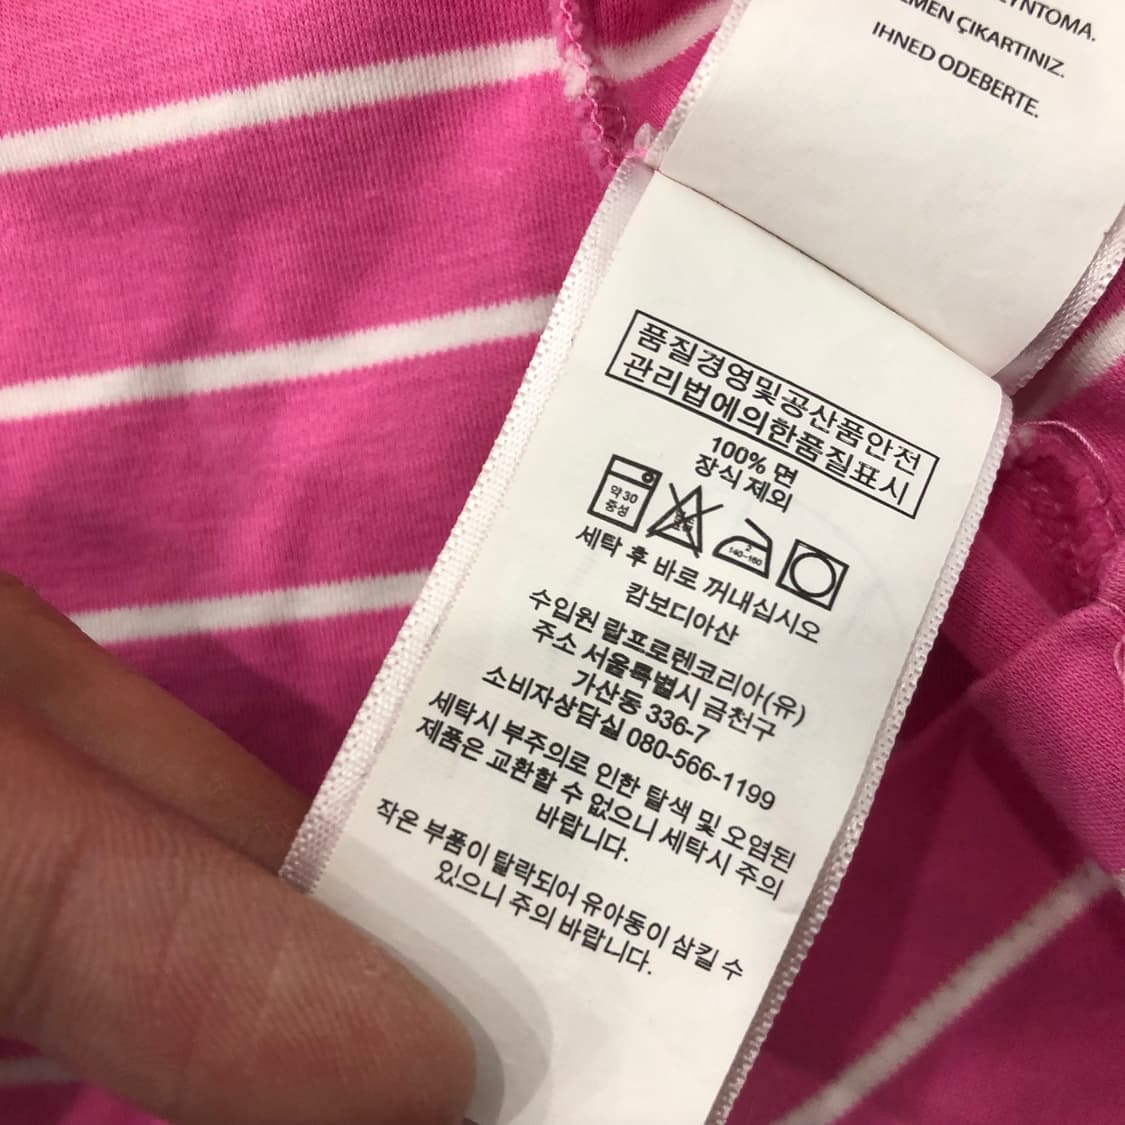 ÇIKARTINIZ.
IHNED ODEBERTE.
품질경영및공산품안전
관리법에의한품질표시
100% 면
장식 제외
약 30
중성
2
140~160
세탁 후 바로 꺼내십시오
캄보디아산
수입원 랄프로렌코리아(유)
주소 서울특별시 금천구
가산동 336-7
소비자상담실 080-566-1199
세탁시 부주의로 인한 탈색 및 오염된
제품은 교환할 수 없으니 세탁시 주의
바랍니다.
작은 부품이 탈락되어 유아동이 삼킬 수
있으니 주의 바랍니다.